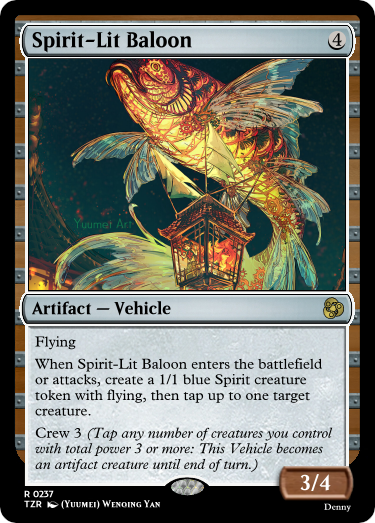 Spirit-Lit Baloon 4
Yuumei Art
Artifact — Vehicle
Flying
When Spirit-Lit Baloon enters the battlefield
or attacks, create a 1/1 blue Spirit creature
token with flying, then tap up to one target
creature.
Crew 3 (Tap any number of creatures you control
with total power 3 or more: This Vehicle becomes
an artifact creature until end of turn.)
3/4
R 0237
TZR (Yuumei) Wenqing Yan
Denny